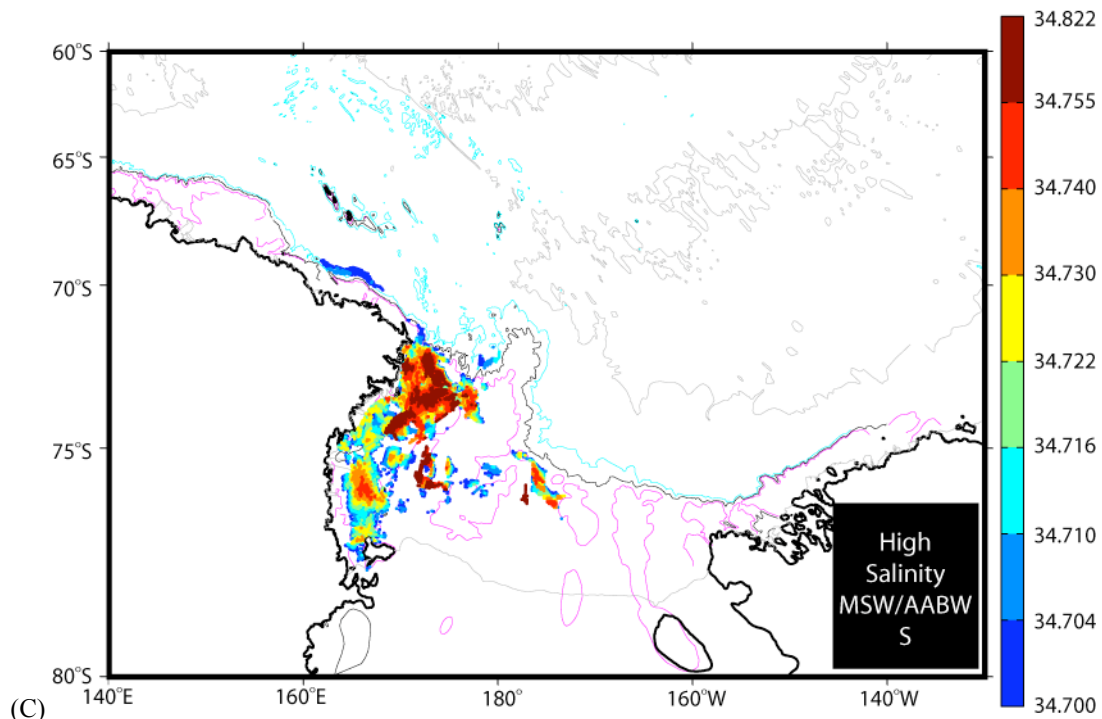 60°S
65°S
70°S
75°S
80°S
140°E
160°E
180°
160°W
140°W
High
Salinity
MSW/AABW
S
34.822
34.755
34.740
34.730
34.722
34.716
34.710
34.704
34.700
(C)